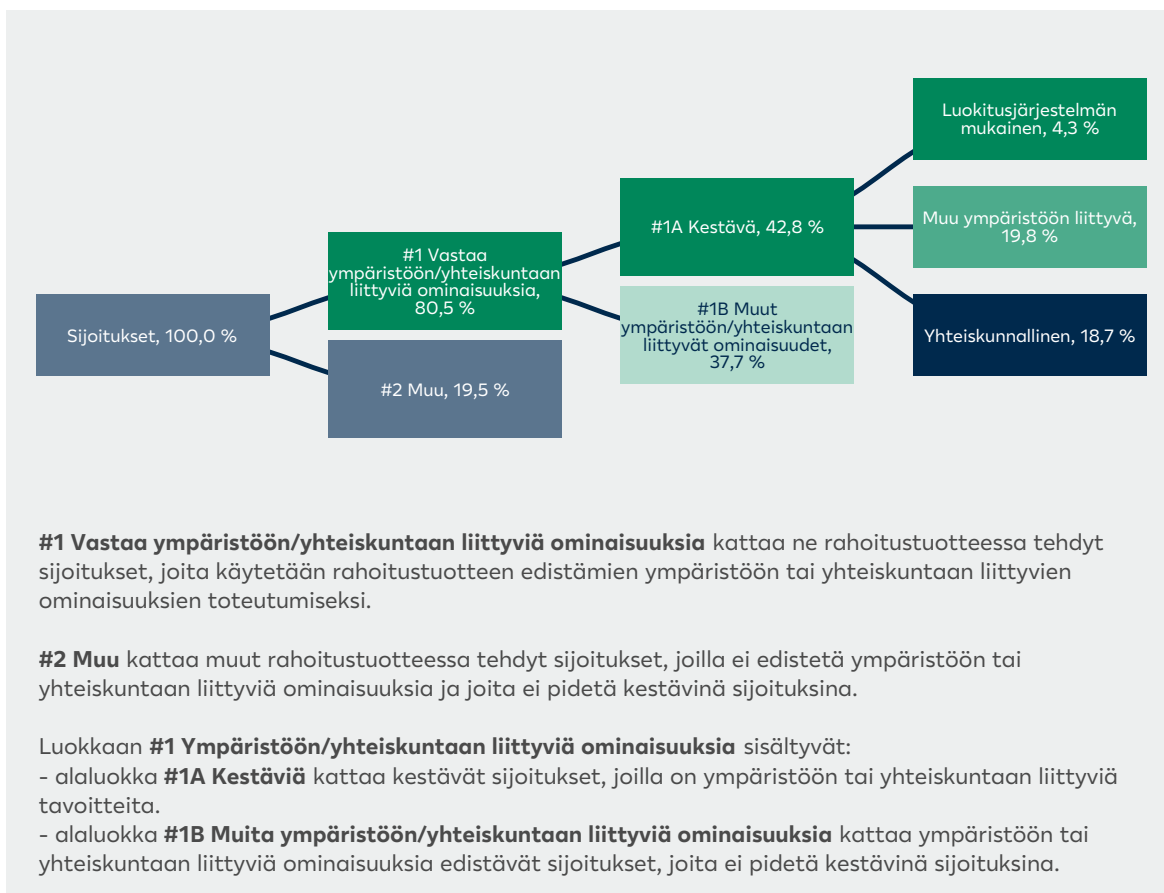 Sijoitukset, 100,0 %
#1 Vastaa
ympäristöön/yhteiskuntaan
liittyviä ominaisuuksia,
80,5 %
#2 Muu, 19,5 %
#1A Kestävä, 42,8 %
#1B Muut
ympäristöön/yhteiskuntaan
liittyvät ominaisuudet,
37,7 %
Luokitusjärjestelmän
mukainen, 4,3 %
Muu ympäristöön liittyvä,
19,8 %
Yhteiskunnallinen, 18,7 %
#1 Vastaa ympäristöön/yhteiskuntaan liittyviä ominaisuuksia kattaa ne rahoitustuotteessa tehdyt
sijoitukset, joita käytetään rahoitustuotteen edistämien ympäristöön tai yhteiskuntaan liittyvien
ominaisuuksien toteutumiseksi.
#2 Muu kattaa muut rahoitustuotteessa tehdyt sijoitukset, joilla ei edistetä ympäristöön tai
yhteiskuntaan liittyviä ominaisuuksia ja joita ei pidetä kestävinä sijoituksina.
Luokkaan #1 Ympäristöön/yhteiskuntaan liittyviä ominaisuuksia sisältyvät:
- alaluokka #1A Kestäviä kattaa kestävät sijoitukset, joilla on ympäristöön tai yhteiskuntaan liittyviä
tavoitteita.
- alaluokka #1B Muita ympäristöön/yhteiskuntaan liittyviä ominaisuuksia kattaa ympäristöön tai
yhteiskuntaan liittyviä ominaisuuksia edistävät sijoitukset, joita ei pidetä kestävinä sijoituksina.